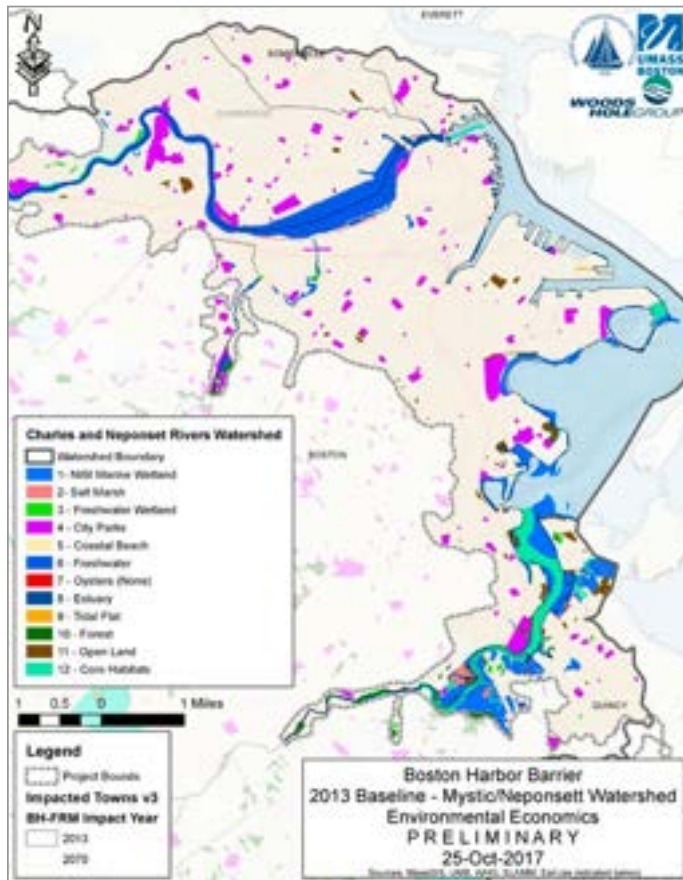 EVERETT
N
UMASS
BOSTON
WOODS
HOLE GROUP
Charles and Neponset Rivers Watershed
Watershed Boundary
1- NWI Marine Wetland
2- Salt Marsh
3 - Freshwater Wetland
4 - City Parks
5 - Coastal Beach
6 - Freshwater
7 - Oysters (None)
8 - Estuary
9 - Tidal Flat
10 - Forest
11 - Open Land
12 - Core Habitats
BOSTON
QUINCY
1 0.5 0 1 Miles
Legend
Project Bounds
Impacted Towns v3
BH-FRM Impact Year
2013
2070
Boston Harbor Barrier
2013 Baseline - Mystic/Neponsett Watershed
Environmental Economics
PRELIMINARY
25-Oct-2017